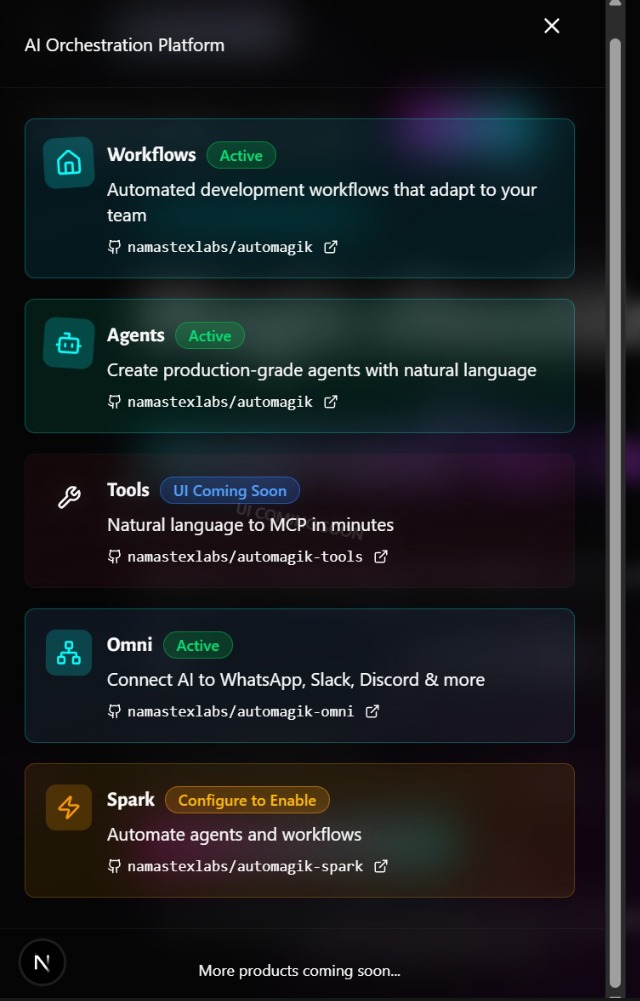 AI Orchestration Platform
Workflows Active
Automated development workflows that adapt to your
team
namastexlabs/automagik
Agents Active
Create production-grade agents with natural language
namastexlabs/automagik
Tools UI Coming Soon
Natural language to MCP in minutes
UI COMING SOON
namastexlabs/automagik-tools
Omni Active
Connect AI to WhatsApp, Slack, Discord & more
namastexlabs/automagik-omni
Spark Configure to Enable
Automate agents and workflows
namastexlabs/automagik-spark
N
More products coming soon...